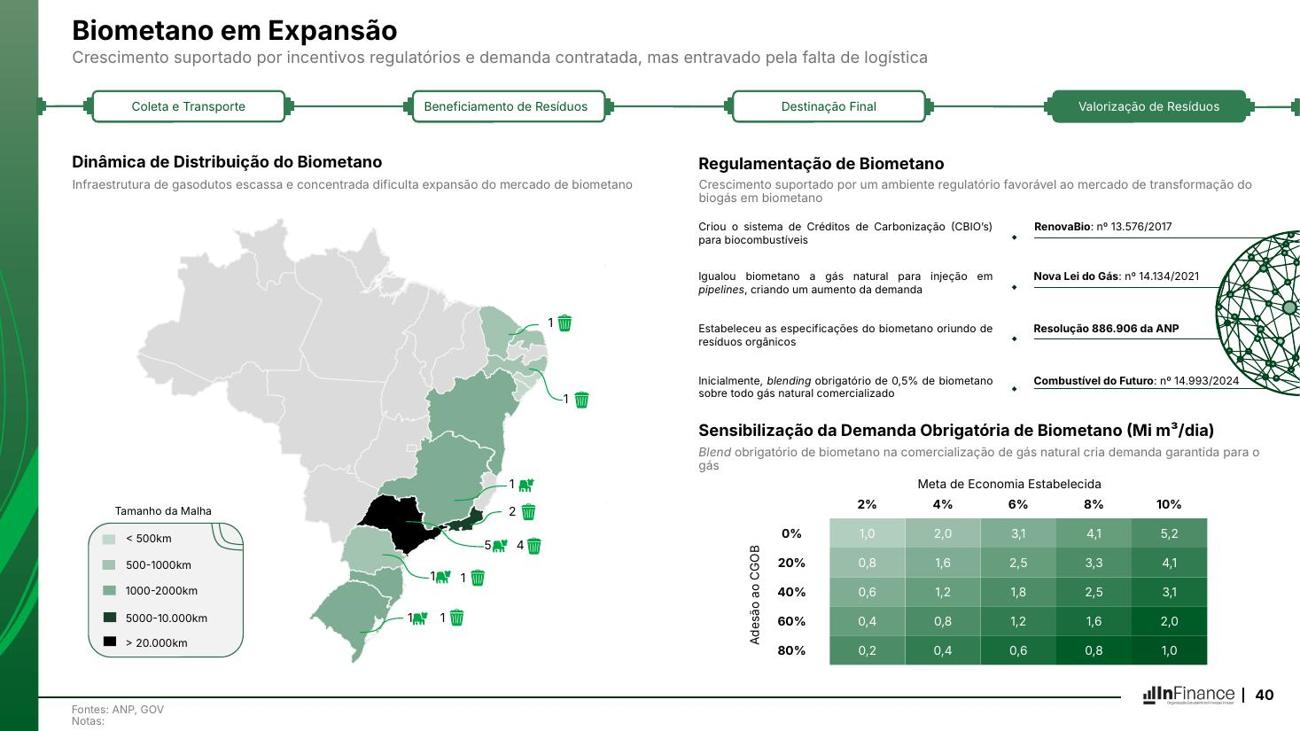 Biometano em Expansão
Crescimento suportado por incentivos regulatórios e demanda contratada, mas entravado pela falta de logística
Coleta e Transporte
Beneficiamento de Resíduos
Destinação Final
Valorização de Resíduos
Dinâmica de Distribuição do Biometano
Infraestrutura de gasodutos escassa e concentrada dificulta expansão do mercado de biometano
1
1
1
2
5 4
1 1
1 1
Tamanho da Malha
< 500km
500-1000km
1000-2000km
5000-10.000km
> 20.000km
Regulamentação de Biometano
Crescimento suportado por um ambiente regulatório favorável ao mercado de transformação do
biogás em biometano
Criou o sistema de Créditos de Carbonização (CBIO's)
para biocombustíveis
RenovaBio: nº 13.576/2017
Igualou biometano a gás natural para injeção em
pipelines, criando um aumento da demanda
Nova Lei do Gás: nº 14.134/2021
Estabeleceu as especificações do biometano oriundo de
resíduos orgânicos
Resolução 886.906 da ANP
Inicialmente, blending obrigatório de 0,5% de biometano
sobre todo gás natural comercializado
Combustível do Futuro: nº 14.993/2024
Sensibilização da Demanda Obrigatória de Biometano (Mi m³/dia)
Blend obrigatório de biometano na comercialização de gás natural cria demanda garantida para o
gás
Meta de Economia Estabelecida
2% 4% 6% 8% 10%
Adesão ao CGOB
0% 1,0 2,0 3,1 4,1 5,2
20% 0,8 1,6 2,5 3,3 4,1
40% 0,6 1,2 1,8 2,5 3,1
60% 0,4 0,8 1,2 1,6 2,0
80% 0,2 0,4 0,6 0,8 1,0
Fontes: ANP, GOV
Notas:
InFinance | 40